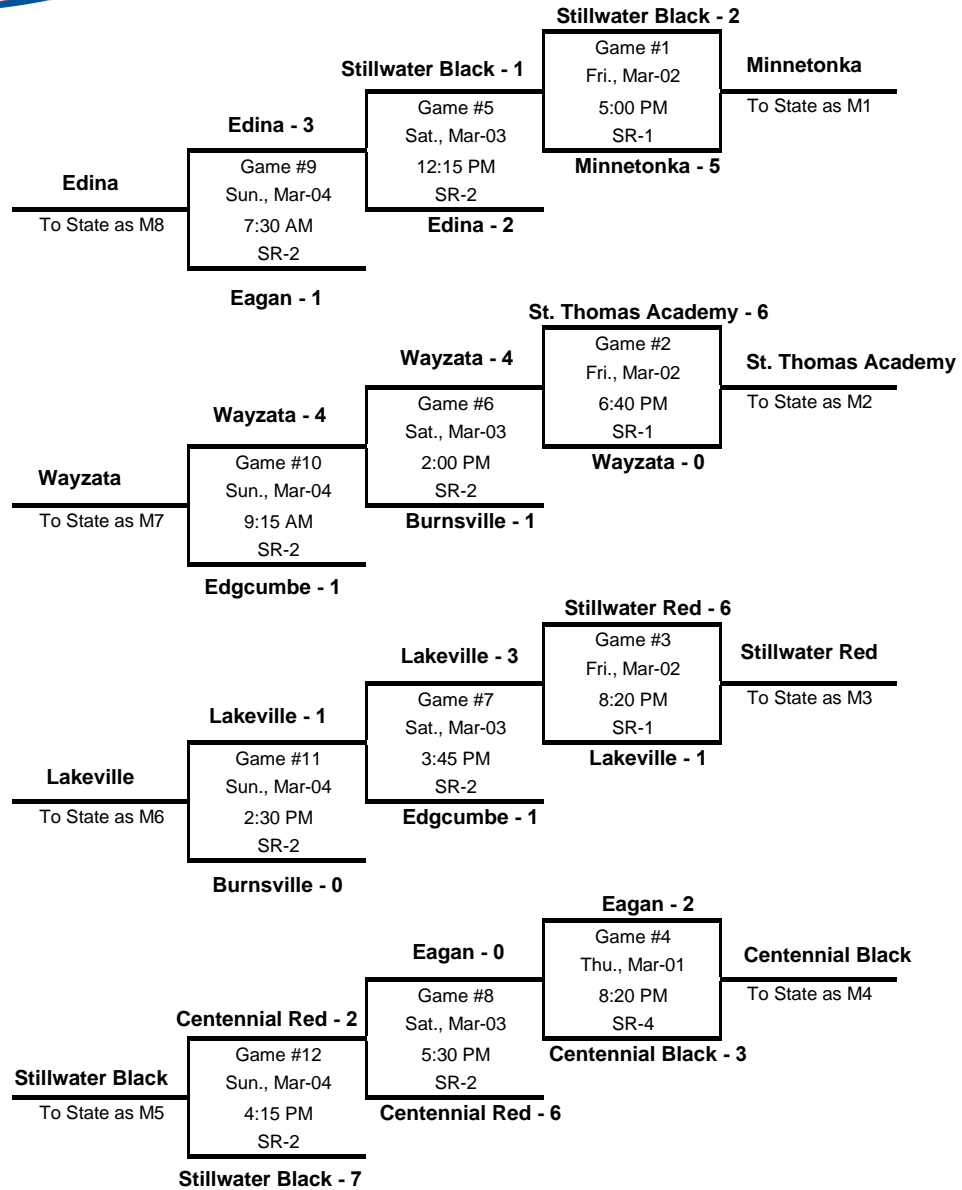 Stillwater Black - 2
Game #1
Stillwater Black - 1
Fri., Mar-02
Minnetonka
Game #5
5:00 PM
To State as M1
Edina - 3
Sat., Mar-03
SR-1
Game #9
12:15 PM
Minnetonka - 5
Edina
Sun., Mar-04
SR-2
To State as M8
7:30 AM
Edina - 2
SR-2
Eagan - 1
St. Thomas Academy - 6
Game #2
Wayzata - 4
Fri., Mar-02
St. Thomas Academy
Game #6
6:40 PM
To State as M2
Wayzata - 4
Sat., Mar-03
SR-1
Game #10
2:00 PM
Wayzata - 0
Wayzata
Sun., Mar-04
SR-2
To State as M7
9:15 AM
Burnsville - 1
SR-2
Edgcumbe - 1
Stillwater Red - 6
Game #3
Lakeville - 3
Fri., Mar-02
Stillwater Red
Game #7
8:20 PM
To State as M3
Lakeville - 1
Sat., Mar-03
SR-1
Game #11
3:45 PM
Lakeville - 1
Lakeville
Sun., Mar-04
SR-2
To State as M6
2:30 PM
Edgcumbe - 1
SR-2
Burnsville - 0
Eagan - 2
Game #4
Eagan - 0
Thu., Mar-01
Centennial Black
Game #8
8:20 PM
To State as M4
Centennial Red - 2
Sat., Mar-03
SR-4
Game #12
5:30 PM
Centennial Black - 3
Stillwater Black
Sun., Mar-04
SR-2
To State as M5
4:15 PM
Centennial Red - 6
SR-2
Stillwater Black - 7